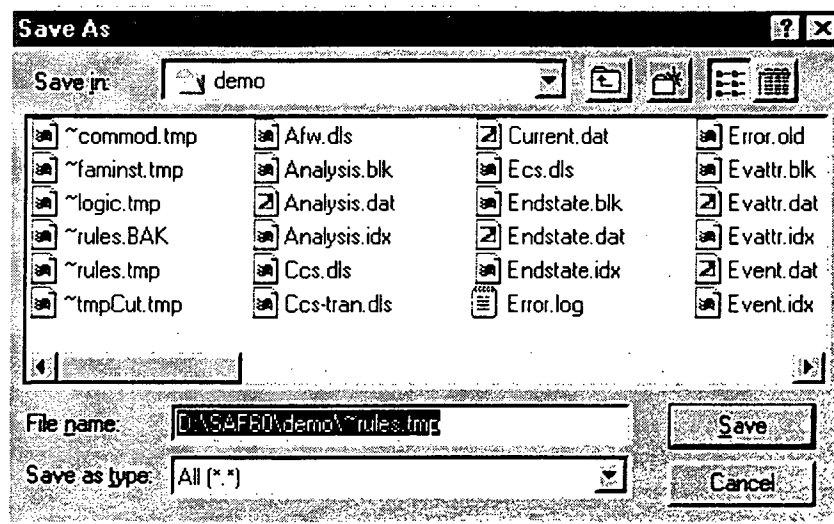 Save As
Save in: demo
~commod.tmp Afw.dls Current.dat Error.old
~faminst.tmp Analysis.blk Ecs.dls Evattr.blk
~logic.tmp Analysis.dat Endstate.blk Evattr.dat
~rules.BAK Analysis.idx Endstate.dat Evattr.idx
~rules.tmp Ccs.dls Endstate.idx Event.dat
~tmpCut.tmp Ccs-tran.dls Error.log Event.idx
File name: D:\SAF80\demo\~rules.tmp Save
Save as type: All (*.*) Cancel